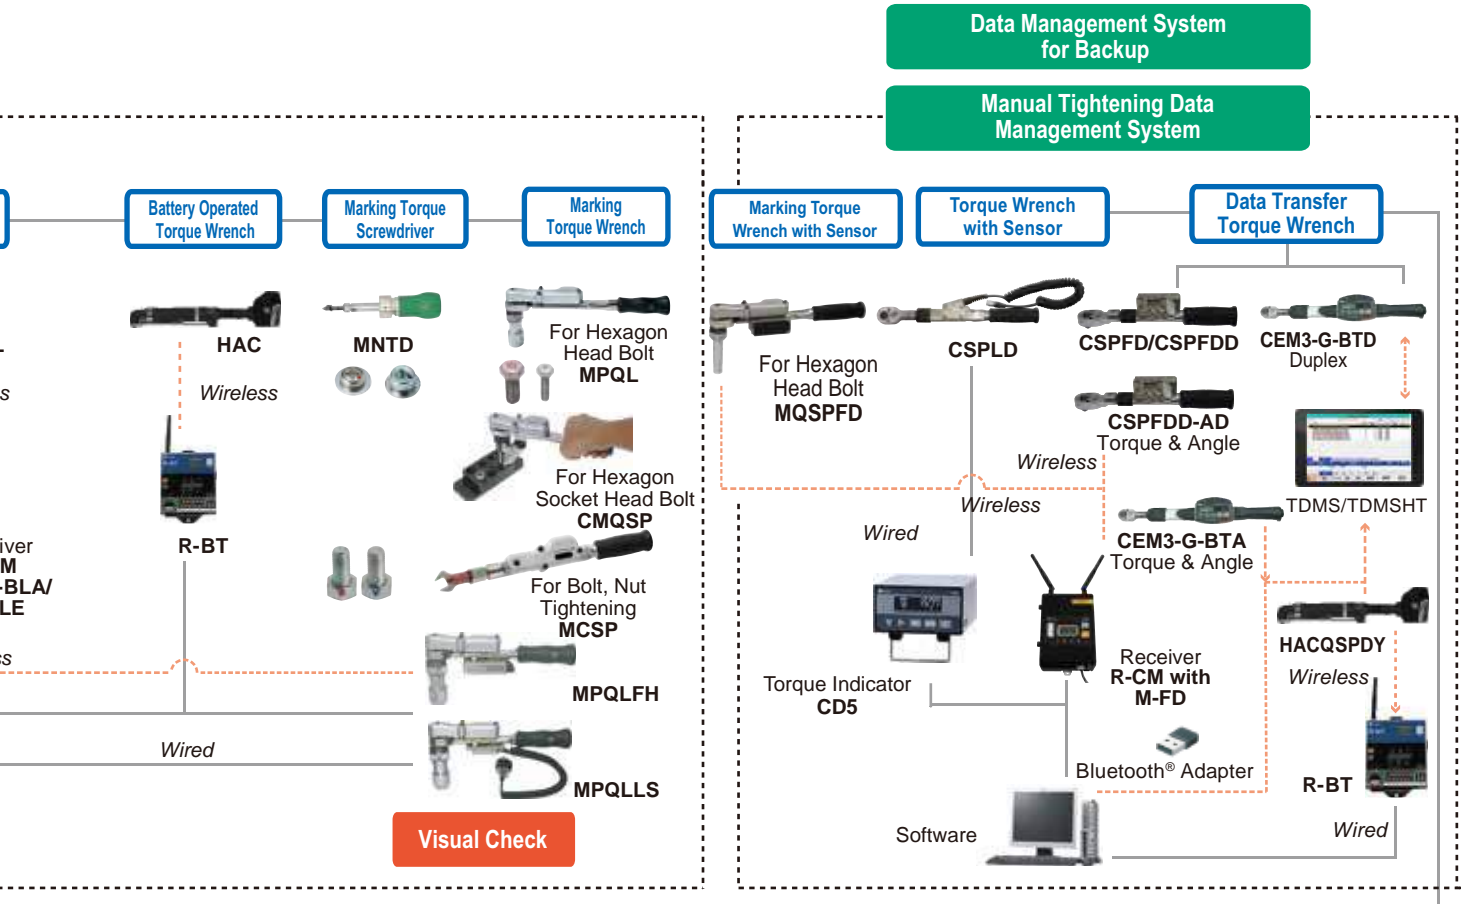 Data Management System
for Backup
Manual Tightening Data
Management System
Battery Operated
Torque Wrench
Marking Torque
Screwdriver
Marking
Torque Wrench
Marking Torque
Wrench with Sensor
Torque Wrench
with Sensor
Data Transfer
Torque Wrench
HAC
Wireless
R-BT
MNTD
For Hexagon
Head Bolt
MPQL
For Hexagon
Socket Head Bolt
CMQSP
For Bolt, Nut
Tightening
MCSP
MPQLFH
MPQLLS
Wired
Visual Check
L
s
iver
M
-BLA/
LE
ss
For Hexagon
Head Bolt
MQSPFD
CSPLD
CSPFD/CSPFDD
CEM3-G-BTD
Duplex
CSPFDD-AD
Torque & Angle
Wireless
Wireless
Wired
TDMS/TDMSHT
CEM3-G-BTA
Torque & Angle
HACQSPDY
Wireless
Torque Indicator
CD5
Receiver
R-CM with
M-FD
Bluetooth® Adapter
R-BT
Wired
Software